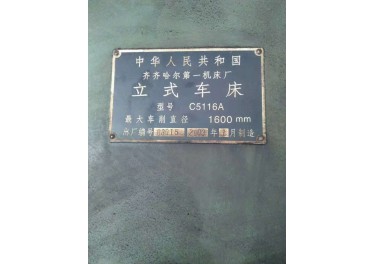 中华人民共和国
齐齐哈尔第一机床厂
立式车床
型号 C5116A
最大车削直径 1600 mm
出厂编号 年 月制造